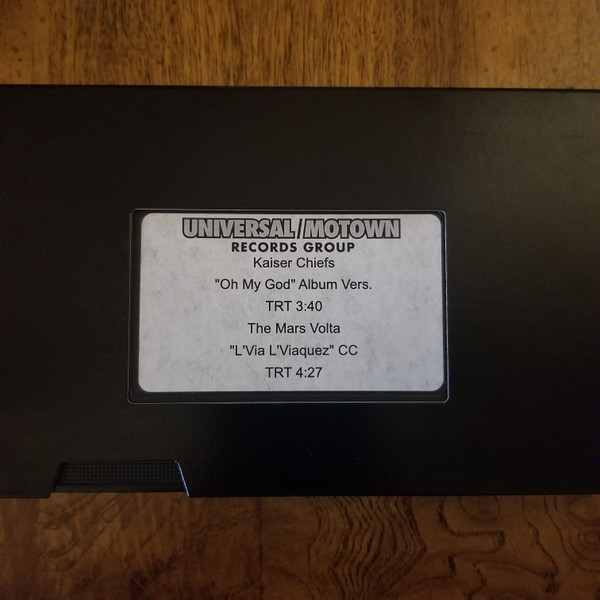 UNIVERSAL/MOTOWN
RECORDS GROUP
Kaiser Chiefs
"Oh My God" Album Vers.
TRT 3:40
The Mars Volta
"L'Via L'Viaquez" CC
TRT 4:27